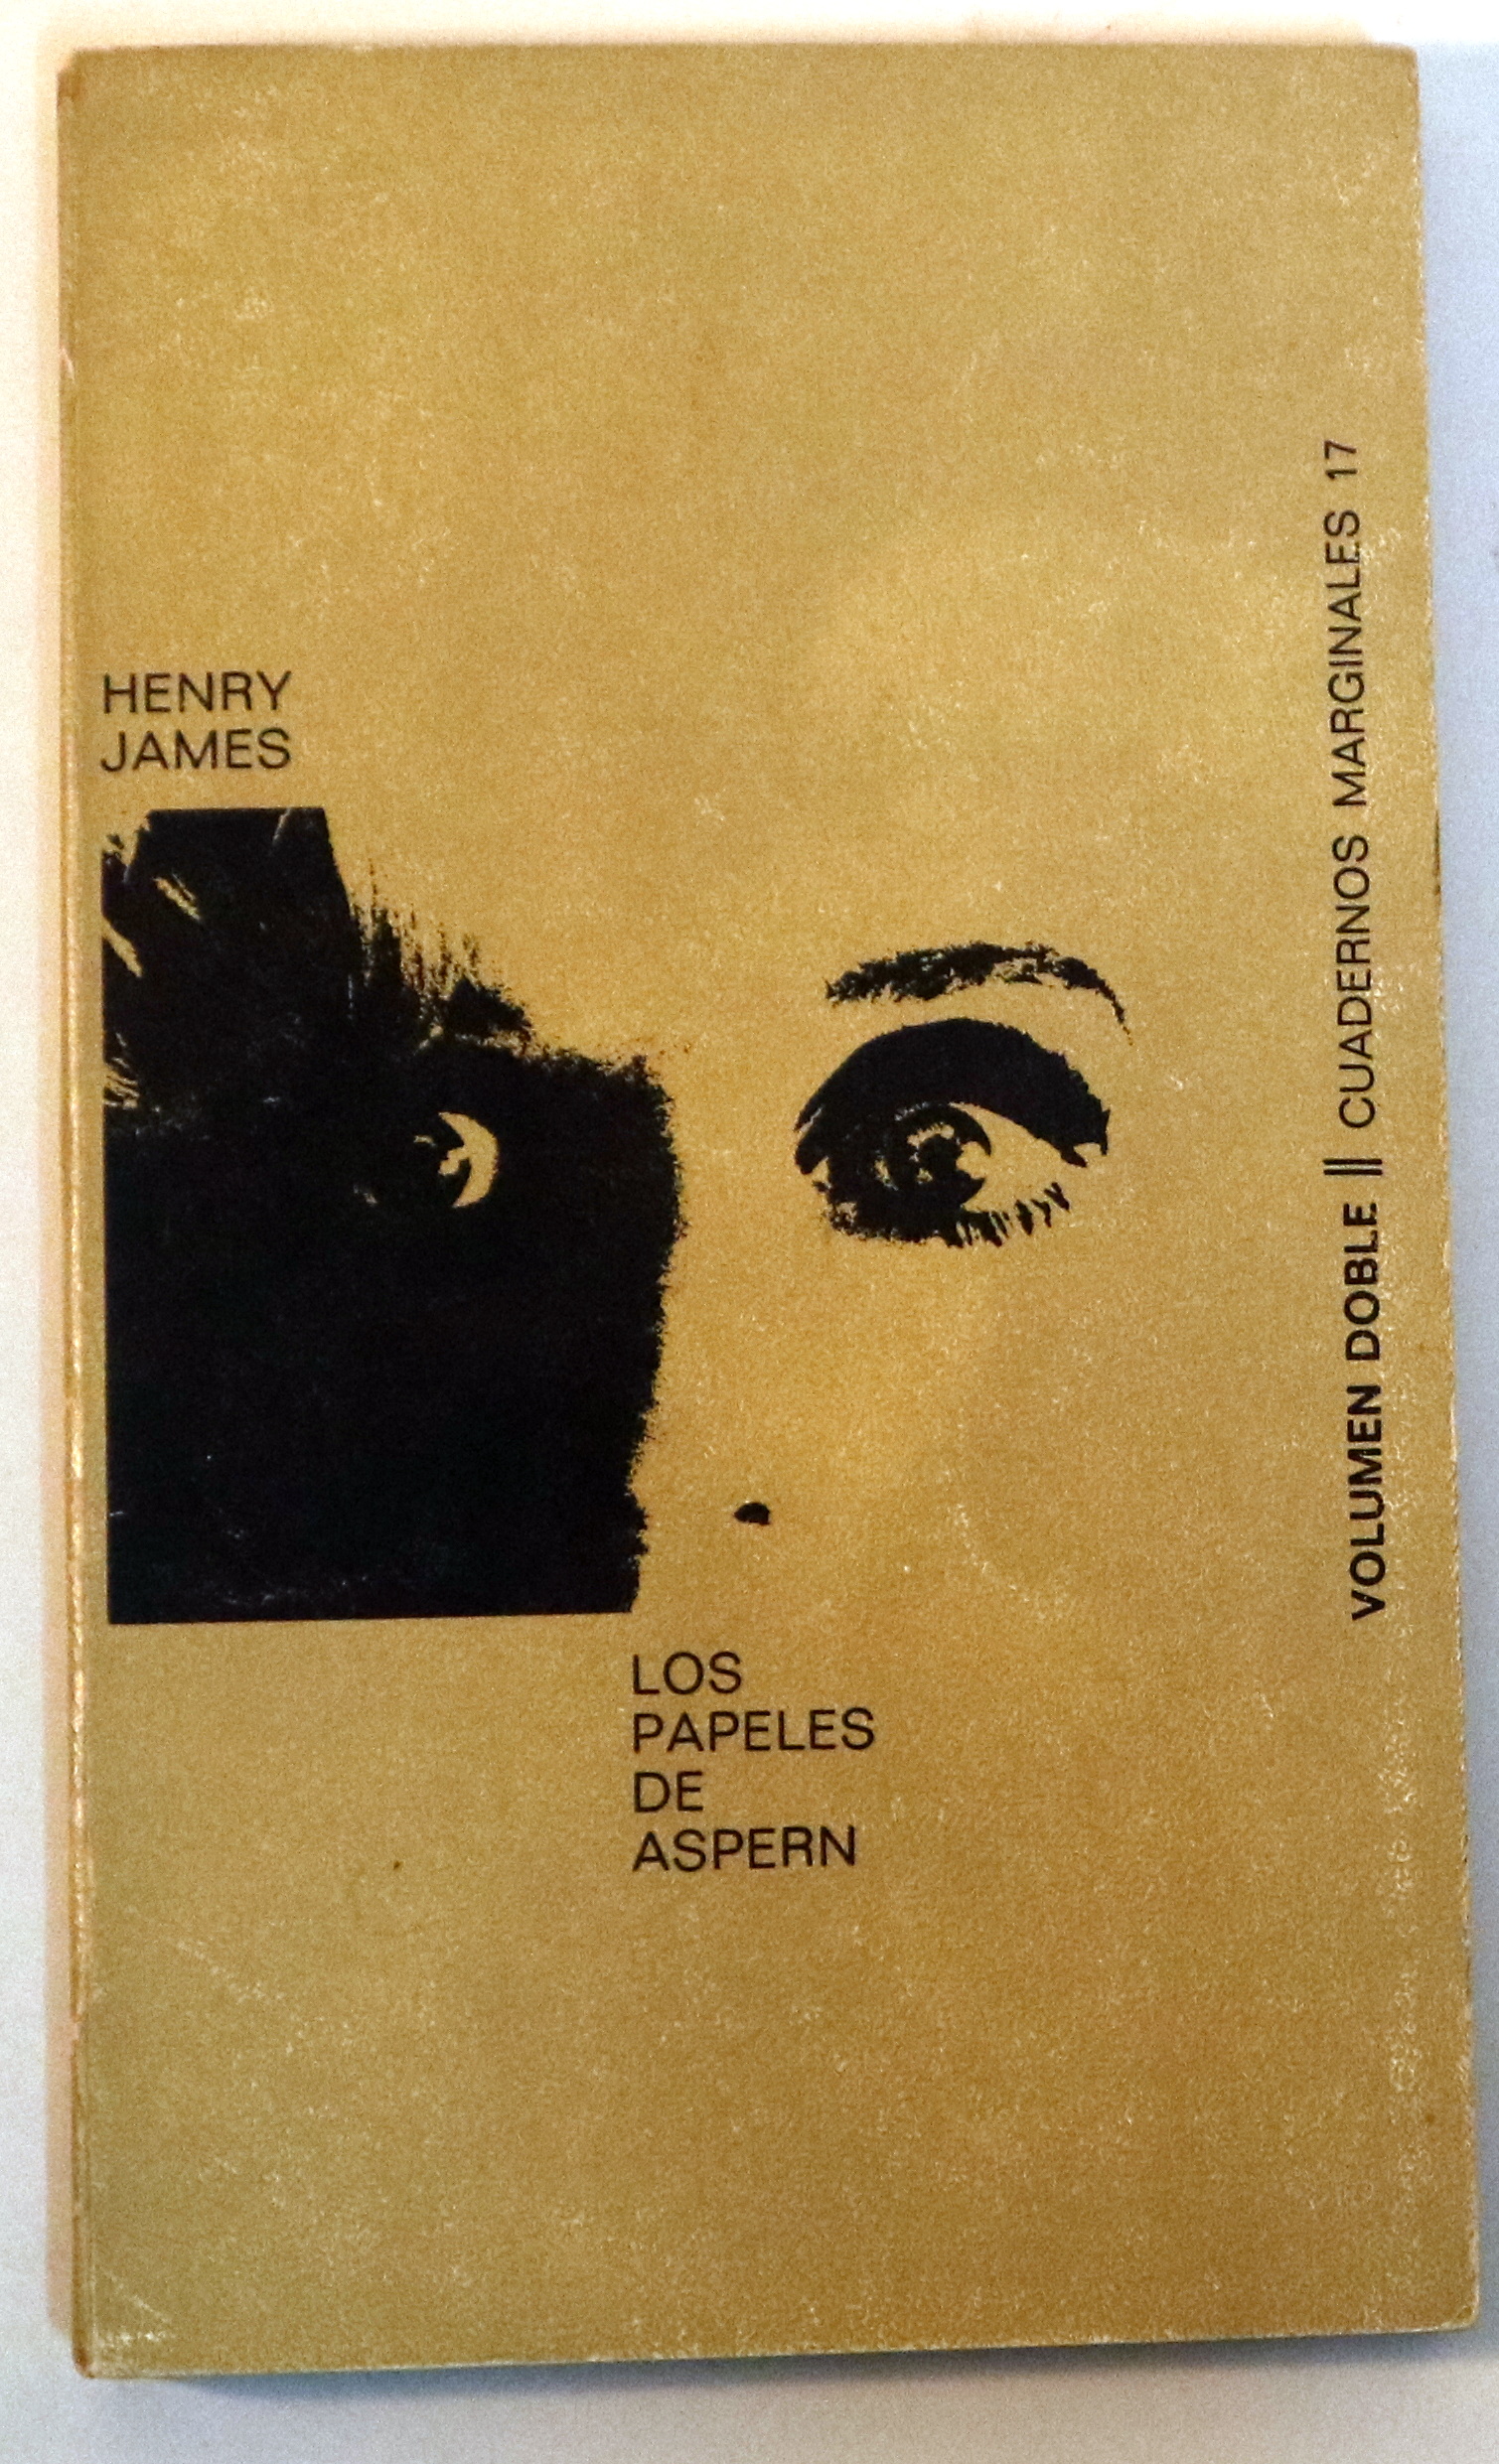 HENRY
JAMES
LOS
PAPELES
DE
ASPERN
VOLUMEN DOBLE || CUADERNOS MARGINALES 17